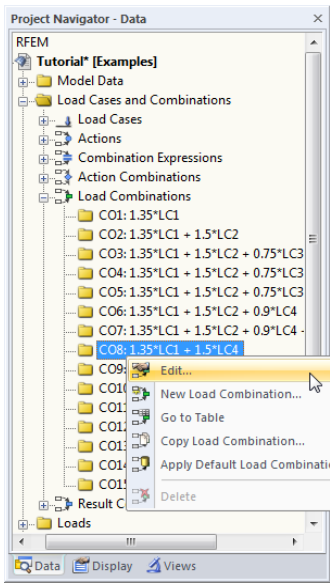 Project Navigator - Data
RFEM
Tutorial* [Examples]
Model Data
Load Cases and Combinations
Load Cases
Actions
Combination Expressions
Action Combinations
Load Combinations
CO1: 1.35*LC1
CO2: 1.35*LC1 + 1.5*LC2
CO3: 1.35*LC1 + 1.5*LC2 + 0.75*LC3
CO4: 1.35*LC1 + 1.5*LC2 + 0.75*LC3
CO5: 1.35*LC1 + 1.5*LC2 + 0.75*LC3
CO6: 1.35*LC1 + 1.5*LC2 + 0.9*LC4
CO7: 1.35*LC1 + 1.5*LC2 + 0.9*LC4 -
CO8: 1.35*LC1 + 1.5*LC4
CO9:
Edit...
CO10
New Load Combination...
CO11
Go to Table
CO12
Copy Load Combination...
CO13
Apply Default Load Combinatio
CO14
CO15
Delete
Result C
Loads
Data Display Views